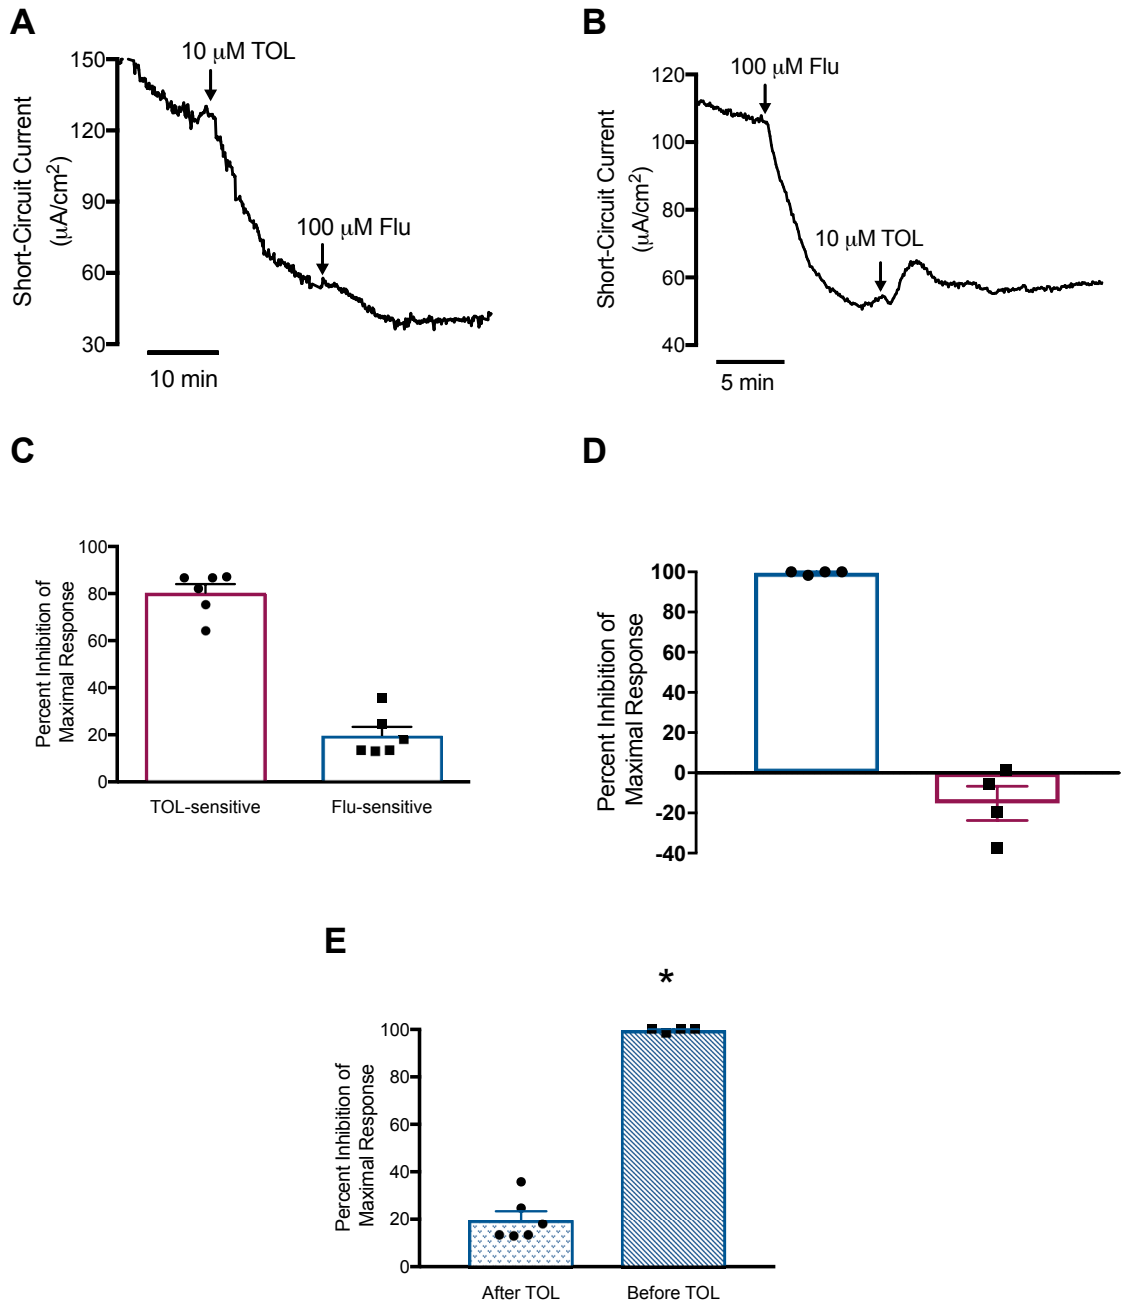 A
10 μM TOL
100 μM Flu
Short-Circuit Current
(μA/cm2)
150
120
90
60
30
10 min
B
100 μM Flu
10 μM TOL
Short-Circuit Current
(μA/cm2)
120
100
80
60
40
5 min
C
Percent Inhibition of
Maximal Response
100
80
60
40
20
0
TOL-sensitive
Flu-sensitive
D
Percent Inhibition of
Maximal Response
100
80
60
40
20
0
-20
-40
E
*
Percent Inhibition of
Maximal Response
100
80
60
40
20
0
After TOL
Before TOL